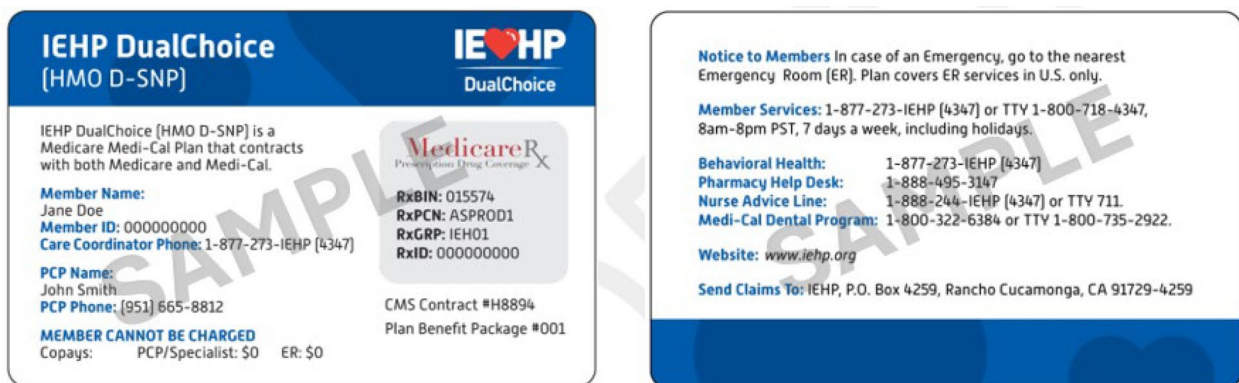 IEHP DualChoice
(HMO D-SNP)
IEHP
DualChoice
IEHP DualChoice (HMO D-SNP) is a
Medicare Medi-Cal Plan that contracts
with both Medicare and Medi-Cal.
Member Name:
Jane Doe
Member ID: 000000000
Care Coordinator Phone: 1-877-273-IEHP (4347)
PCP Name:
John Smith
PCP Phone: (951) 665-8812
MEMBER CANNOT BE CHARGED
Copays: PCP/Specialist: $0 ER: $0
MedicareRx
Prescription Drug Coverage
RxBIN: 015574
RxPCN: ASPROD1
RxGRP: IEH01
RxID: 000000000
CMS Contract #H8894
Plan Benefit Package #001
SAMPLE
Notice to Members In case of an Emergency, go to the nearest
Emergency Room (ER). Plan covers ER services in U.S. only.
Member Services: 1-877-273-IEHP (4347) or TTY 1-800-718-4347,
8am-8pm PST, 7 days a week, including holidays.
Behavioral Health: 1-877-273-IEHP (4347)
Pharmacy Help Desk: 1-888-495-3147
Nurse Advice Line: 1-888-244-IEHP (4347) or TTY 711.
Medi-Cal Dental Program: 1-800-322-6384 or TTY 1-800-735-2922.
Website: www.iehp.org
Send Claims To: IEHP, P.O. Box 4259, Rancho Cucamonga, CA 91729-4259
SAMPLE